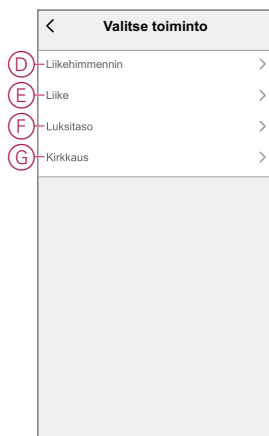 Valitse toiminto
D Liikehimmennin
E Liike
F Luksitaso
G Kirkkaus